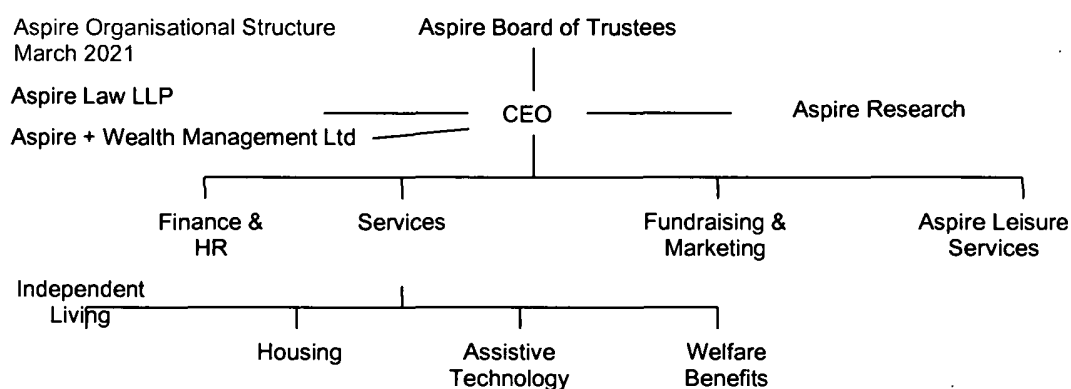 Aspire Organisational Structure
March 2021
Aspire Board of Trustees
Aspire Law LLP
CEO
Aspire Research
Aspire + Wealth Management Ltd
Finance &
HR
Services
Fundraising &
Marketing
Aspire Leisure
Services
Independent
Living
Housing
Assistive
Technology
Welfare
Benefits